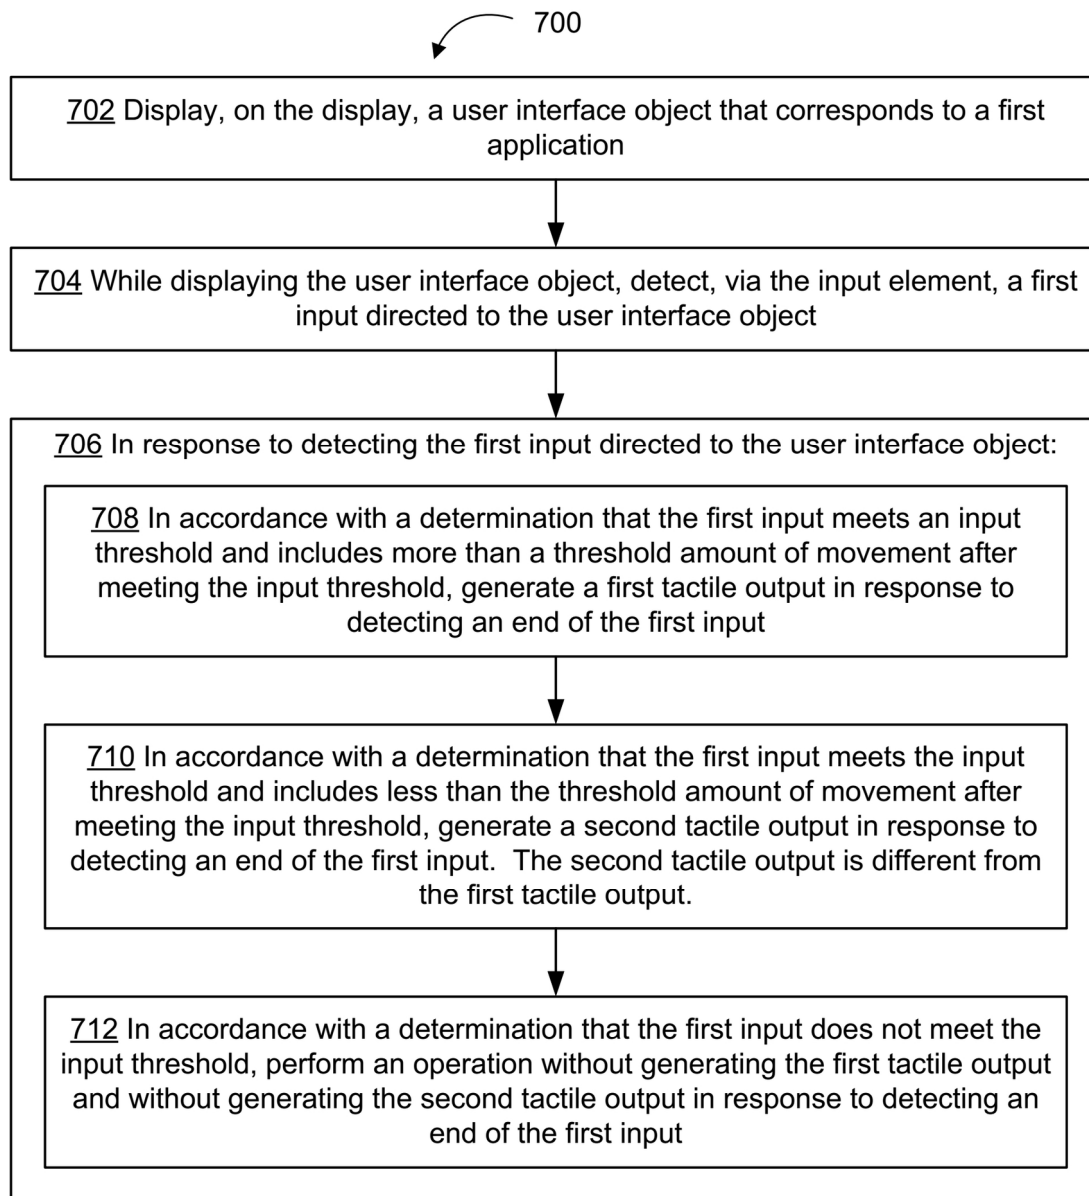 700
702 Display, on the display, a user interface object that corresponds to a first
application
704 While displaying the user interface object, detect, via the input element, a first
input directed to the user interface object
706 In response to detecting the first input directed to the user interface object:
708 In accordance with a determination that the first input meets an input
threshold and includes more than a threshold amount of movement after
meeting the input threshold, generate a first tactile output in response to
detecting an end of the first input
710 In accordance with a determination that the first input meets the input
threshold and includes less than the threshold amount of movement after
meeting the input threshold, generate a second tactile output in response to
detecting an end of the first input.  The second tactile output is different from
the first tactile output.
712 In accordance with a determination that the first input does not meet the
input threshold, perform an operation without generating the first tactile output
and without generating the second tactile output in response to detecting an
end of the first input